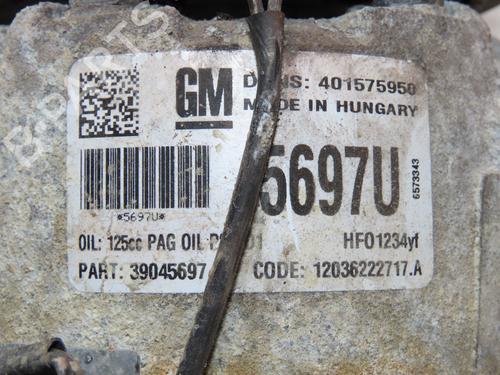 GM
401575950
MADE IN HUNGARY
5697U
*5697U*
6573343
OIL: 125cc PAG OIL
HFO1234yf
PART: 39045697
CODE: 12036222717.A